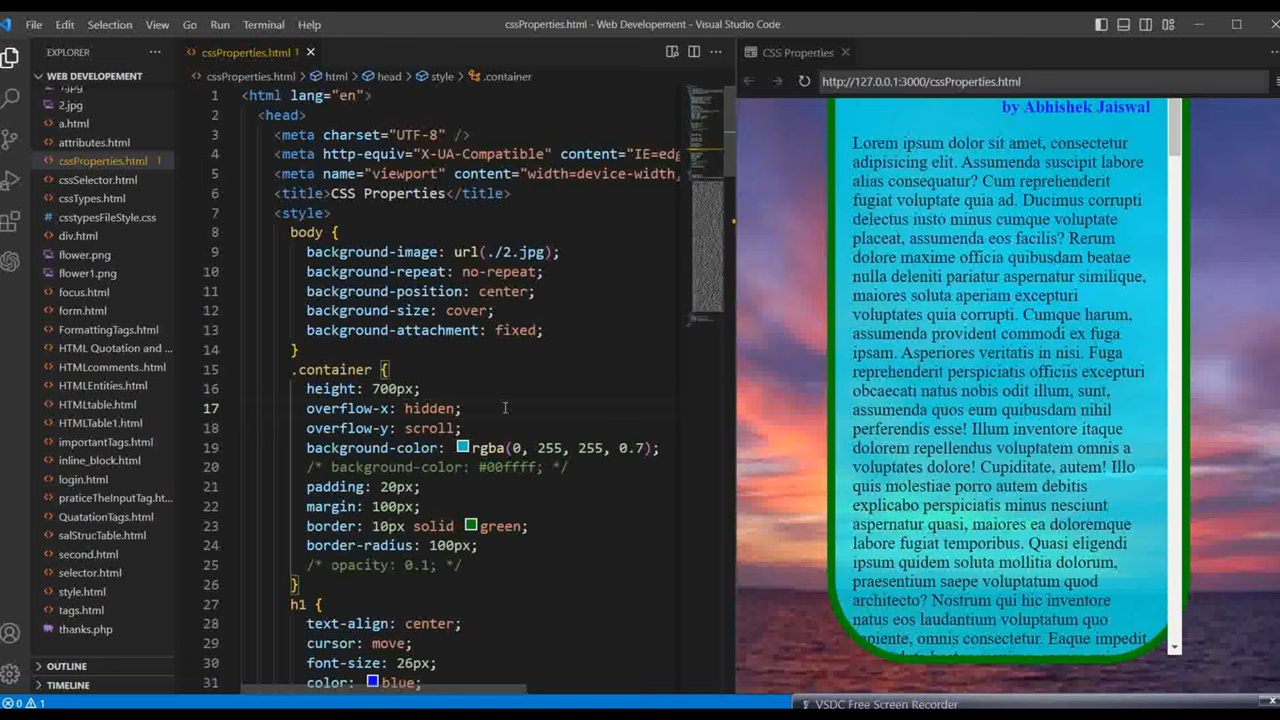 File Edit Selection View Go Run Terminal Help
cssProperties.html - Web Developement - Visual Studio Code
EXPLORER
WEB DEVELOPEMENT
1.jpg
2.jpg
a.html
attributes.html
cssProperties.html 1
cssSelector.html
cssTypes.html
csstypesFileStyle.css
div.html
flower.png
flower1.png
focus.html
form.html
FormattingTags.html
HTML Quotation and ...
HTMLcomments..html
HTMLEntities.html
HTMLtable.html
HTMLTable1.html
importantTags.html
inline_block.html
login.html
praticeTheInputTag.ht...
QuatationTags.html
salStrucTable.html
second.html
selector.html
style.html
tags.html
thanks.php
OUTLINE
TIMELINE
0 1
cssProperties.html 1
cssProperties.html > html > head > style > .container
1 <html lang="en">
2 <head>
3 <meta charset="UTF-8" />
4 <meta http-equiv="X-UA-Compatible" content="IE=edg
5 <meta name="viewport" content="width=device-width,
6 <title>CSS Properties</title>
7 <style>
8 body {
9 background-image: url(./2.jpg);
10 background-repeat: no-repeat;
11 background-position: center;
12 background-size: cover;
13 background-attachment: fixed;
14 }
15 .container {
16 height: 700px;
17 overflow-x: hidden;
18 overflow-y: scroll;
19 background-color: rgba(0, 255, 255, 0.7);
20 /* background-color: #00ffff; */
21 padding: 20px;
22 margin: 100px;
23 border: 10px solid green;
24 border-radius: 100px;
25 /* opacity: 0.1; */
26 }
27 h1 {
28 text-align: center;
29 cursor: move;
30 font-size: 26px;
31 color: blue;
CSS Properties
http://127.0.0.1:3000/cssProperties.html
by Abhishek Jaiswal
Lorem ipsum dolor sit amet, consectetur
adipisicing elit. Assumenda suscipit labore
alias consequatur? Cum reprehenderit
fugiat voluptate quia ad. Ducimus corrupti
delectus iusto minus cumque voluptate
placeat, assumenda eos facilis? Rerum
dolore maxime officia quibusdam beatae
nulla deleniti pariatur aspernatur similique,
maiores soluta aperiam excepturi
voluptates quia corrupti. Cumque harum,
assumenda provident commodi ex fuga
ipsam. Asperiores veritatis in nisi. Fuga
reprehenderit perspiciatis officiis excepturi
obcaecati natus nobis odit illum, sunt,
assumenda quos eum quibusdam nihil
perferendis esse! Illum inventore itaque
dolorem repellendus voluptatem omnis a
voluptates dolore! Cupiditate, autem! Illo
quis molestiae porro autem debitis
explicabo perspiciatis minus nesciunt
aspernatur quasi, maiores ea doloremque
labore fugiat temporibus. Quasi eligendi
ipsum quidem soluta mollitia dolorum,
praesentium saepe voluptatum quod
architecto? Nostrum qui hic inventore
natus eos laudantium voluptatum quo
sapiente, omnis consectetur. Eaque impedit
VSDC Free Screen Recorder